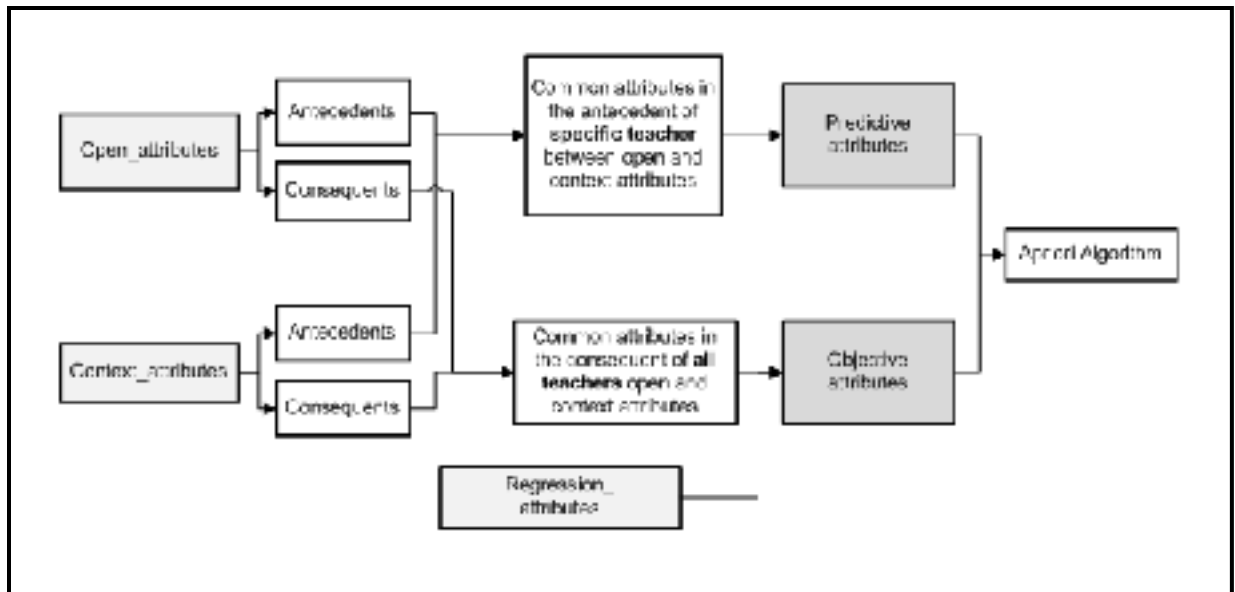 Open_attributes
Antecedents
Consequents
Common attributes in
the antecedent of
specific teacher
between open and
context attributes
Predictive
attributes
Apriori Algorithm
Context_attributes
Antecedents
Consequents
Common attributes in
the consequent of all
teachers open and
context attributes
Objective
attributes
Regression_
attributes